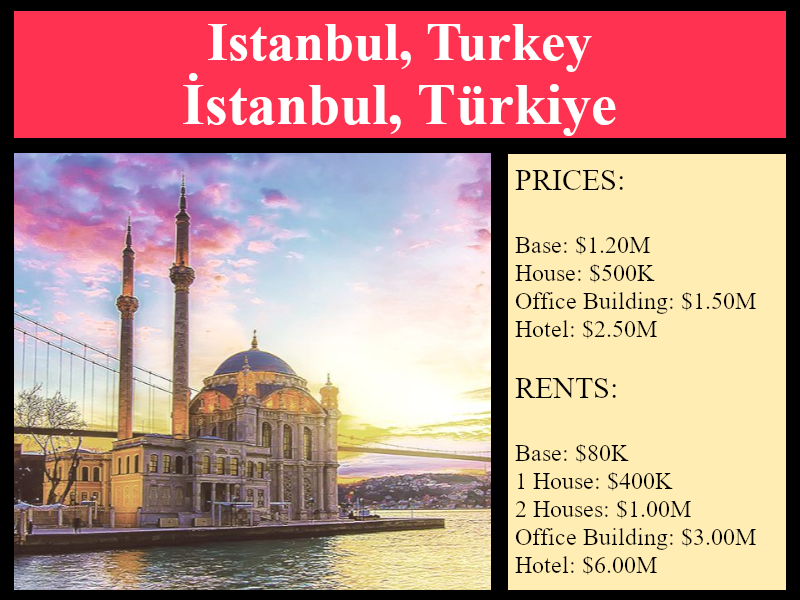 Istanbul, Turkey
İstanbul, Türkiye
PRICES:
Base: $1.20M
House: $500K
Office Building: $1.50M
Hotel: $2.50M
RENTS:
Base: $80K
1 House: $400K
2 Houses: $1.00M
Office Building: $3.00M
Hotel: $6.00M